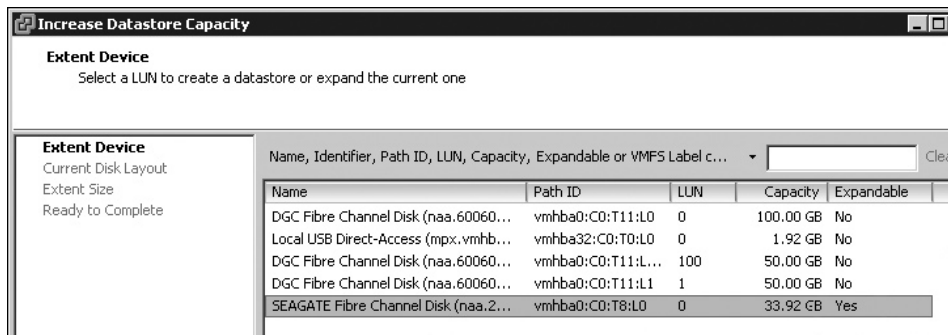 Increase Datastore Capacity
Extent Device
Select a LUN to create a datastore or expand the current one
Extent Device
Current Disk Layout
Extent Size
Ready to Complete
Name, Identifier, Path ID, LUN, Capacity, Expandable or VMFS Label c...
Clea
Name Path ID LUN Capacity Expandable
DGC Fibre Channel Disk (naa.60060... vmhba0:C0:T11:L0 0 100.00 GB No
Local USB Direct-Access (mpx.vmhb... vmhba32:C0:T0:L0 0 1.92 GB No
DGC Fibre Channel Disk (naa.60060... vmhba0:C0:T11:L... 100 50.00 GB No
DGC Fibre Channel Disk (naa.60060... vmhba0:C0:T11:L1 1 50.00 GB No
SEAGATE Fibre Channel Disk (naa.2... vmhba0:C0:T8:L0 0 33.92 GB Yes